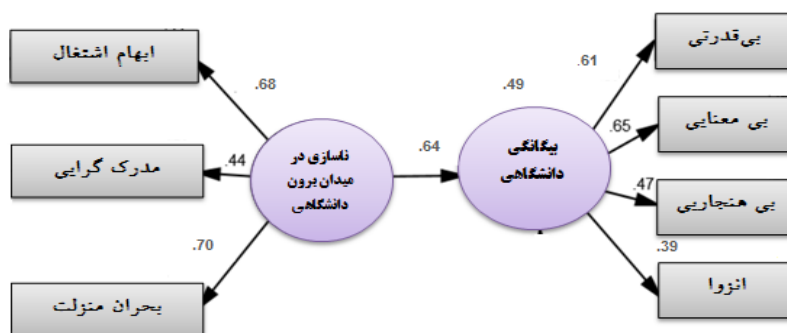 ابهام اشتغال
مدرک گرایی
بحران منزلت
.68
.44
.70
ناسازی در
میدان برون
دانشگاهی
.64
.49
بیگانگی
دانشگاهی
.61
.65
.47
.39
بی‌قدرتی
بی معنایی
بی هنجاریی
انزوا